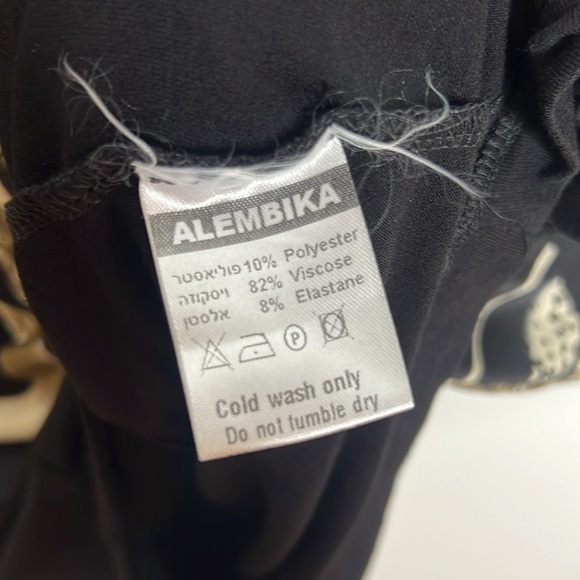 ALEMBIKA
פוליאסטר 10% Polyester
ויסקוזה 82% Viscose
אלסטן 8% Elastane
P
Cold wash only
Do not tumble dry